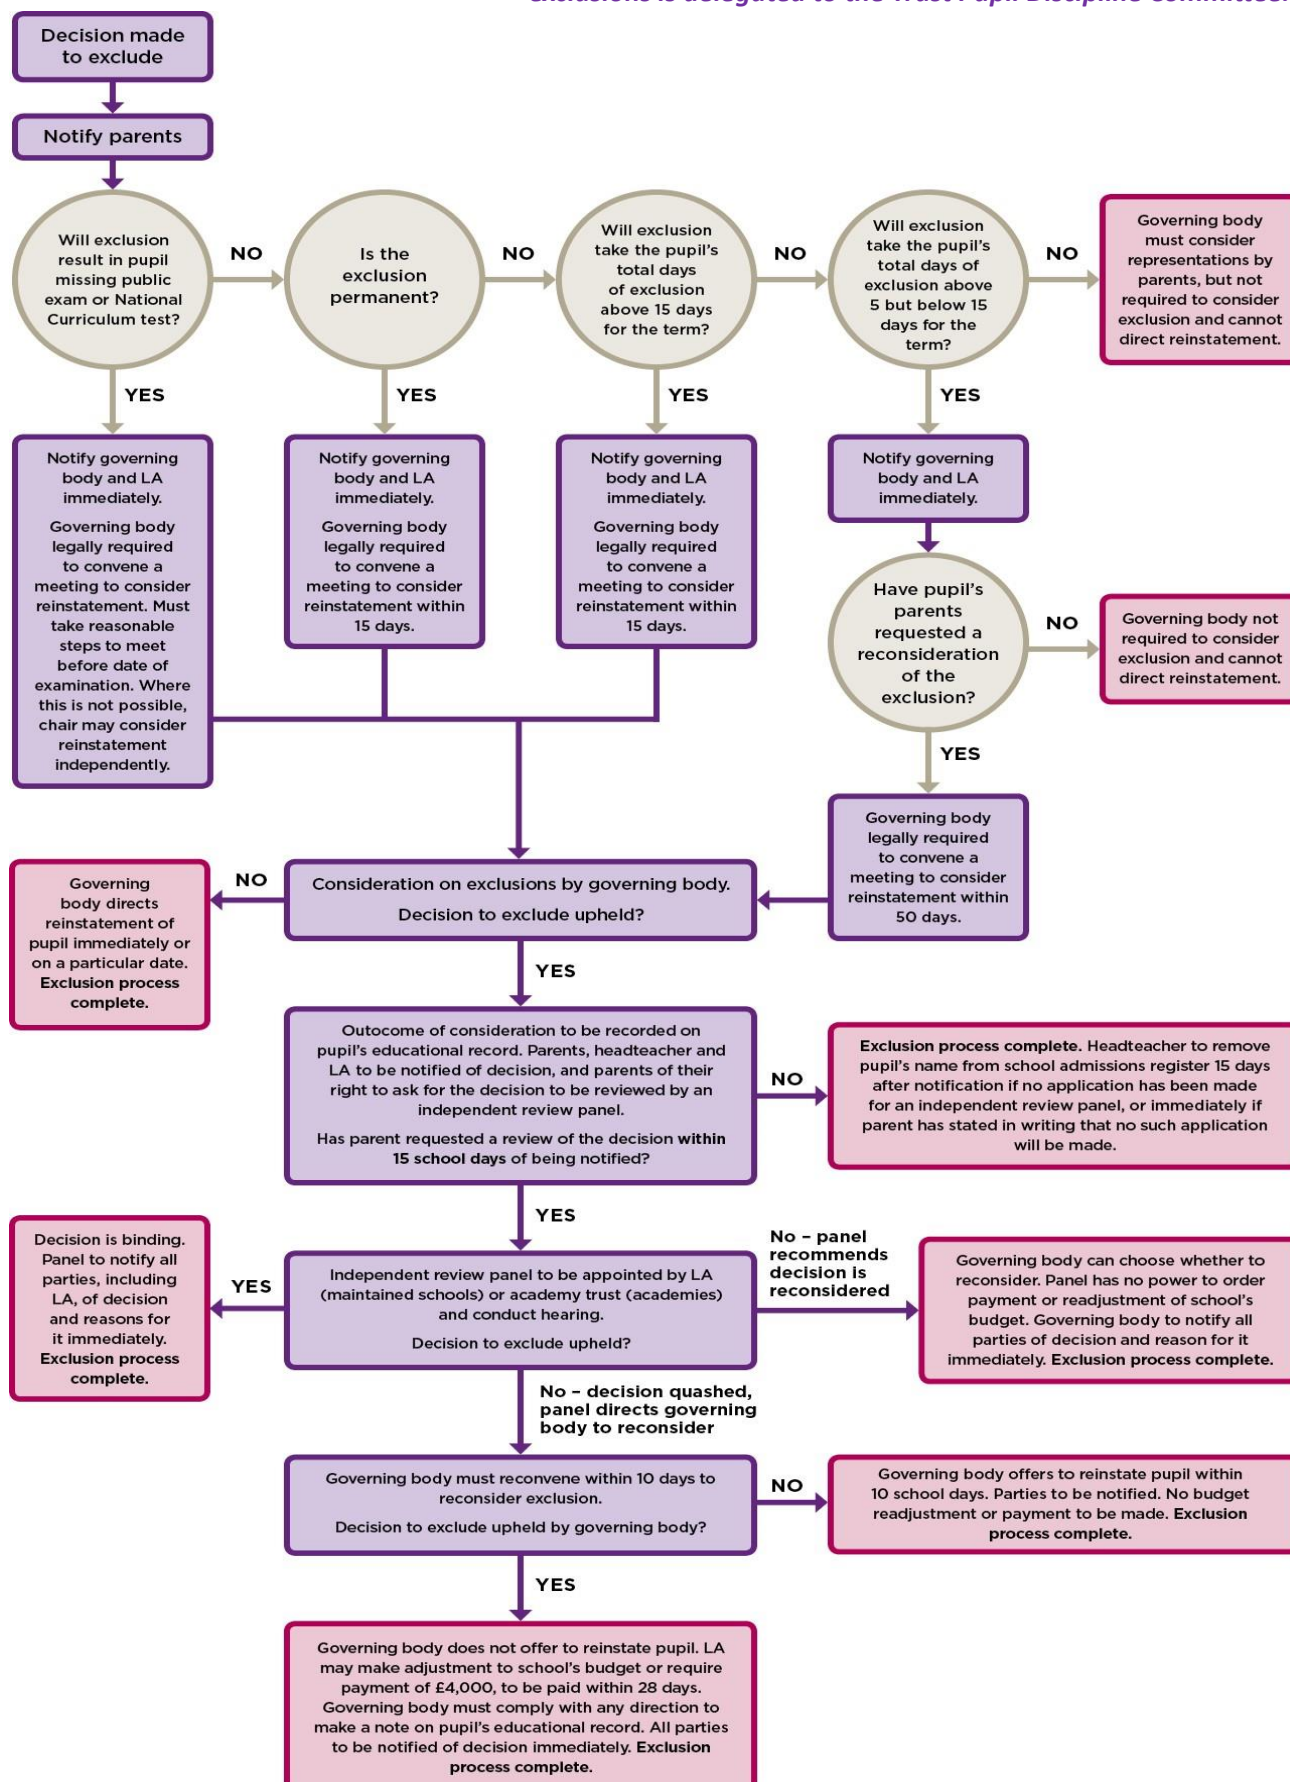 exclusions is delegated to the Trust Pupil Discipline Committee.
Decision made
to exclude
Notify parents
Will exclusion
result in pupil
missing public
exam or National
Curriculum test?
NO
Is the
exclusion
permanent?
NO
Will exclusion
take the pupil's
total days
of exclusion
above 15 days
for the term?
NO
Will exclusion
take the pupil's
total days of
exclusion above
5 but below 15
days for the
term?
NO
Governing body
must consider
representations by
parents, but not
required to consider
exclusion and cannot
direct reinstatement.
YES
YES
YES
YES
Notify governing
body and LA
immediately.
Governing body
legally required
to convene a
meeting to consider
reinstatement. Must
take reasonable
steps to meet
before date of
examination. Where
this is not possible,
chair may consider
reinstatement
independently.
Notify governing
body and LA
immediately.
Governing body
legally required
to convene a
meeting to consider
reinstatement within
15 days.
Notify governing
body and LA
immediately.
Governing body
legally required
to convene a
meeting to consider
reinstatement within
15 days.
Notify governing
body and LA
immediately.
Have pupil's
parents
requested a
reconsideration
of the
exclusion?
NO
Governing body not
required to consider
exclusion and cannot
direct reinstatement.
YES
Governing body
legally required
to convene a
meeting to consider
reinstatement within
50 days.
Consideration on exclusions by governing body.
Decision to exclude upheld?
NO
Governing
body directs
reinstatement of
pupil immediately or
on a particular date.
Exclusion process
complete.
YES
Outocome of consideration to be recorded on
pupil's educational record. Parents, headteacher and
LA to be notified of decision, and parents of their
right to ask for the decision to be reviewed by an
independent review panel.
Has parent requested a review of the decision within
15 school days of being notified?
NO
Exclusion process complete. Headteacher to remove
pupil's name from school admissions register 15 days
after notification if no application has been made
for an independent review panel, or immediately if
parent has stated in writing that no such application
will be made.
YES
Independent review panel to be appointed by LA
(maintained schools) or academy trust (academies)
and conduct hearing.
Decision to exclude upheld?
YES
Decision is binding.
Panel to notify all
parties, including
LA, of decision
and reasons for
it immediately.
Exclusion process
complete.
No – panel
recommends
decision is
reconsidered
Governing body can choose whether to
reconsider. Panel has no power to order
payment or readjustment of school's
budget. Governing body to notify all
parties of decision and reason for it
immediately. Exclusion process complete.
No – decision quashed,
panel directs governing
body to reconsider
Governing body must reconvene within 10 days to
reconsider exclusion.
Decision to exclude upheld by governing body?
NO
Governing body offers to reinstate pupil within
10 school days. Parties to be notified. No budget
readjustment or payment to be made. Exclusion
process complete.
YES
Governing body does not offer to reinstate pupil. LA
may make adjustment to school's budget or require
payment of £4,000, to be paid within 28 days.
Governing body must comply with any direction to
make a note on pupil's educational record. All parties
to be notified of decision immediately. Exclusion
process complete.